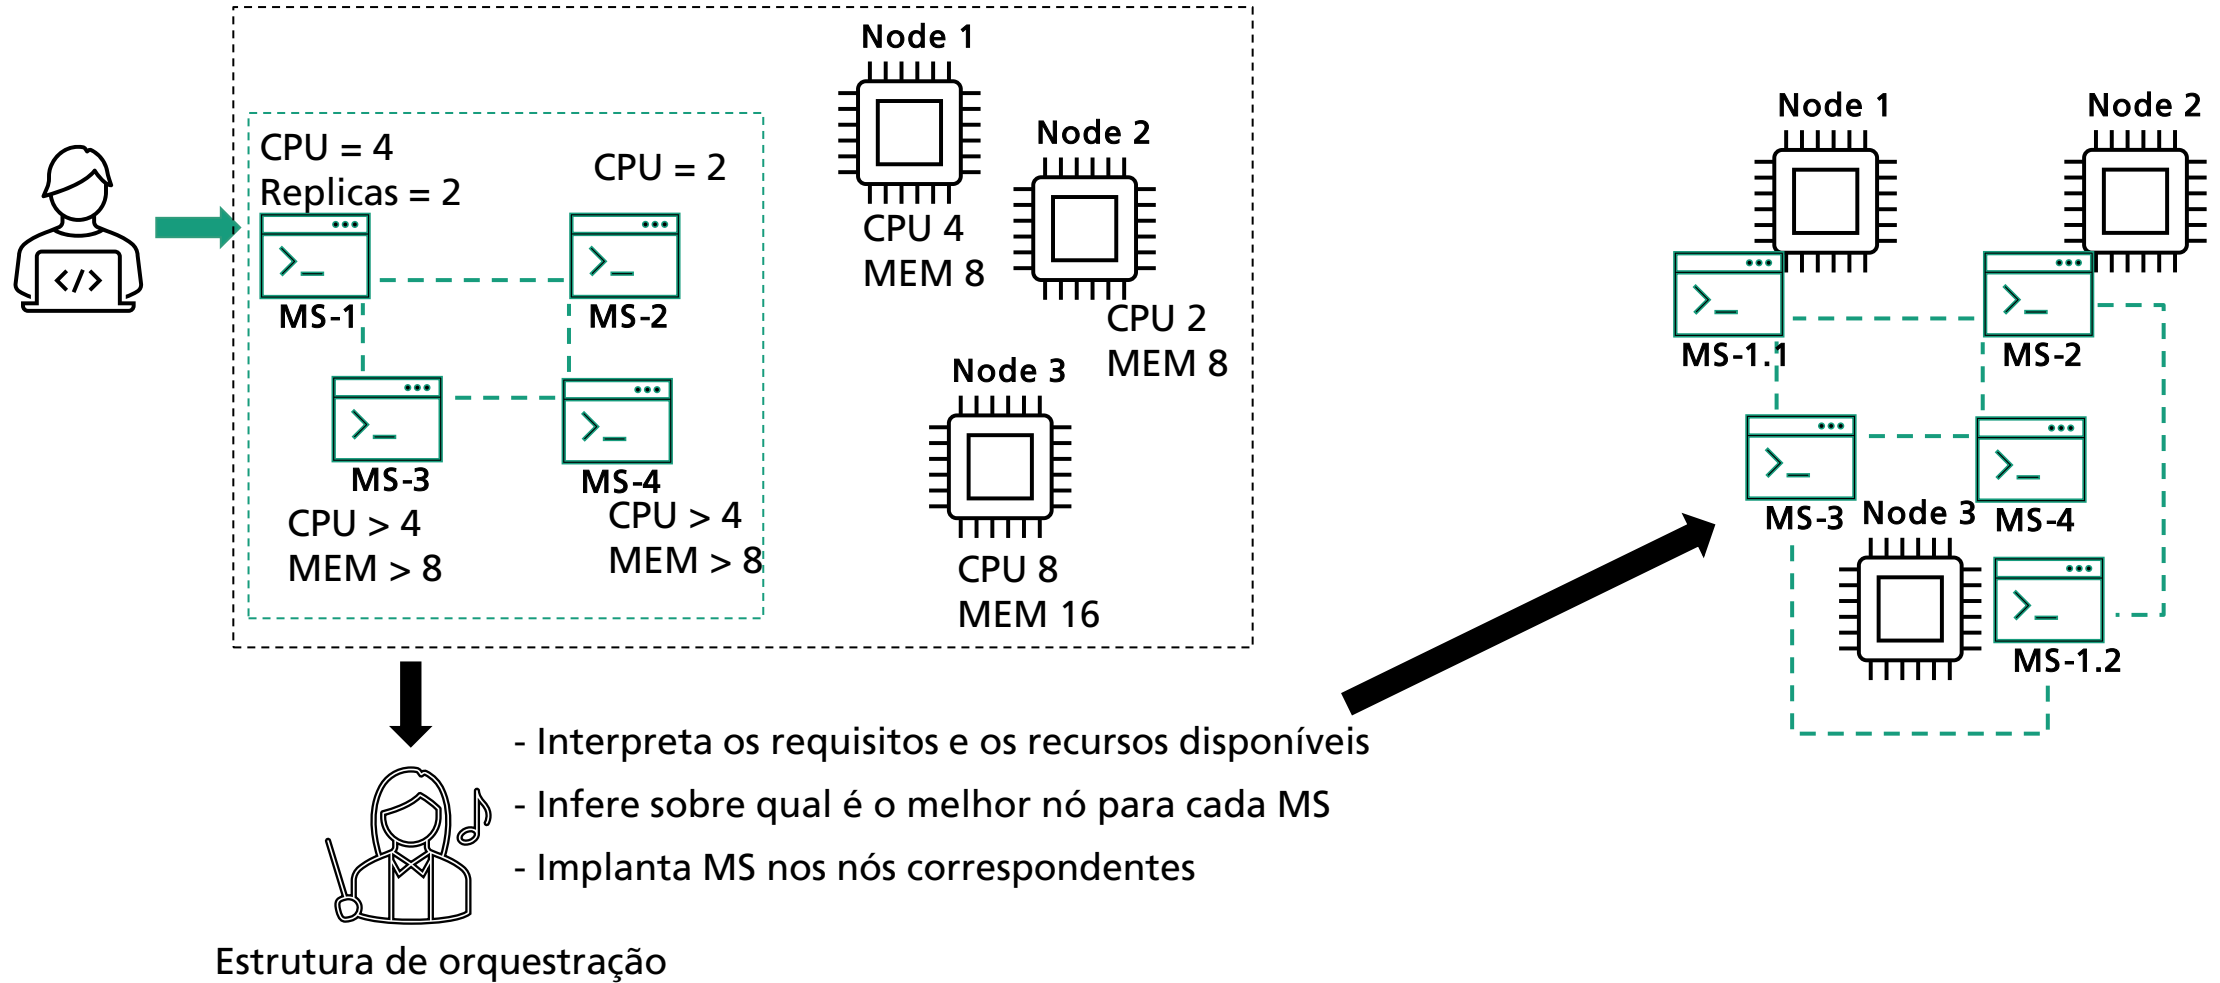 CPU = 4
Replicas = 2
MS-1
CPU = 2
MS-2
MS-3
CPU > 4
MEM > 8
MS-4
CPU > 4
MEM > 8
Node 1
CPU 4
MEM 8
Node 2
CPU 2
MEM 8
Node 3
CPU 8
MEM 16
</>
- Interpreta os requisitos e os recursos disponíveis
- Infere sobre qual é o melhor nó para cada MS
- Implanta MS nos nós correspondentes
Estrutura de orquestração
Node 1
Node 2
MS-1.1
MS-2
MS-3
Node 3
MS-4
MS-1.2